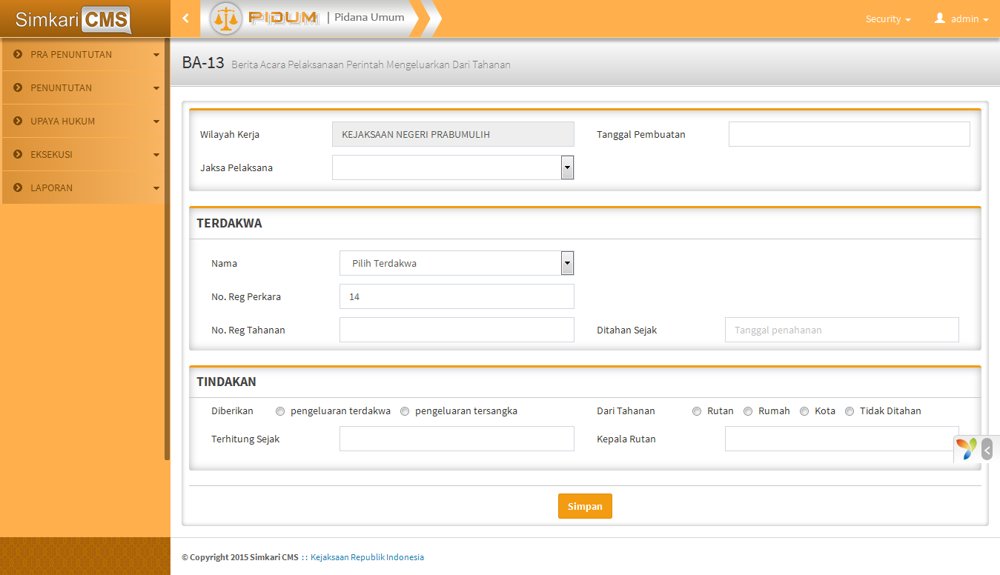 Simkari CMS
PIDUM | Pidana Umum
Security
admin
PRA PENUNTUTAN
PENUNTUTAN
UPAYA HUKUM
EKSEKUSI
LAPORAN
BA-13 Berita Acara Pelaksanaan Perintah Mengeluarkan Dari Tahanan
Wilayah Kerja KEJAKSAAN NEGERI PRABUMULIH Tanggal Pembuatan
Jaksa Pelaksana
TERDAKWA
Nama Pilih Terdakwa
No. Reg Perkara 14
No. Reg Tahanan Ditahan Sejak Tanggal penahanan
TINDAKAN
Diberikan pengeluaran terdakwa pengeluaran tersangka Dari Tahanan Rutan Rumah Kota Tidak Ditahan
Terhitung Sejak Kepala Rutan
Simpan
© Copyright 2015 Simkari CMS :: Kejaksaan Republik Indonesia